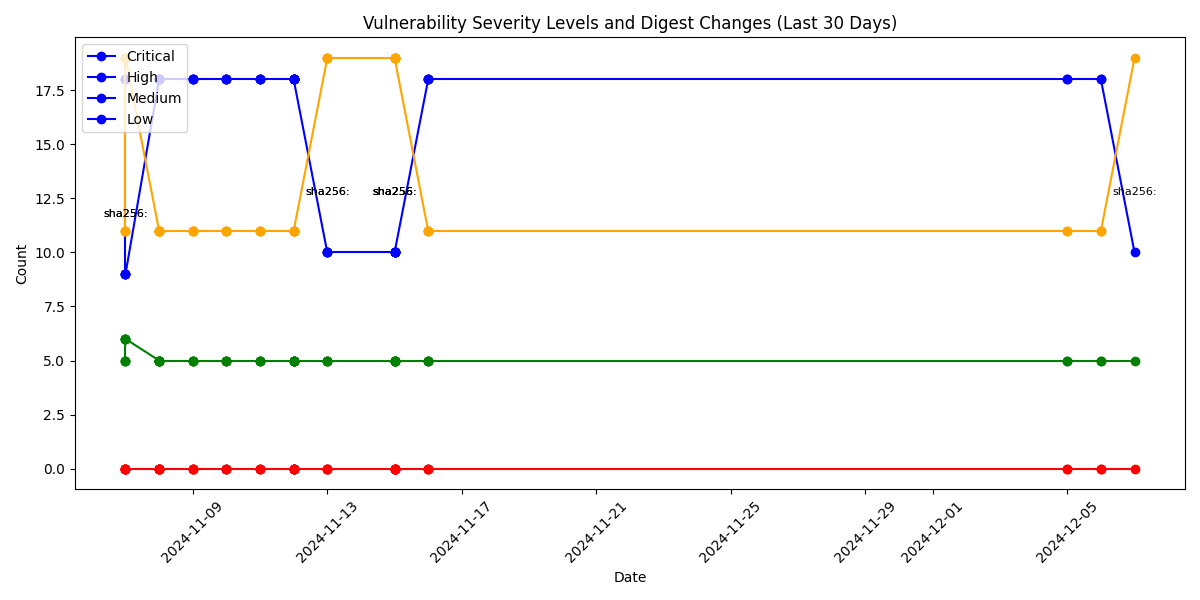 Vulnerability Severity Levels and Digest Changes (Last 30 Days)
Critical
High
Medium
Low
17.5
15.0
12.5
10.0
7.5
5.0
2.5
0.0
Count
sha256:
sha256:
sha256:
sha256:
2024-11-09
2024-11-13
2024-11-17
2024-11-21
2024-11-25
2024-11-29
2024-12-01
2024-12-05
Date